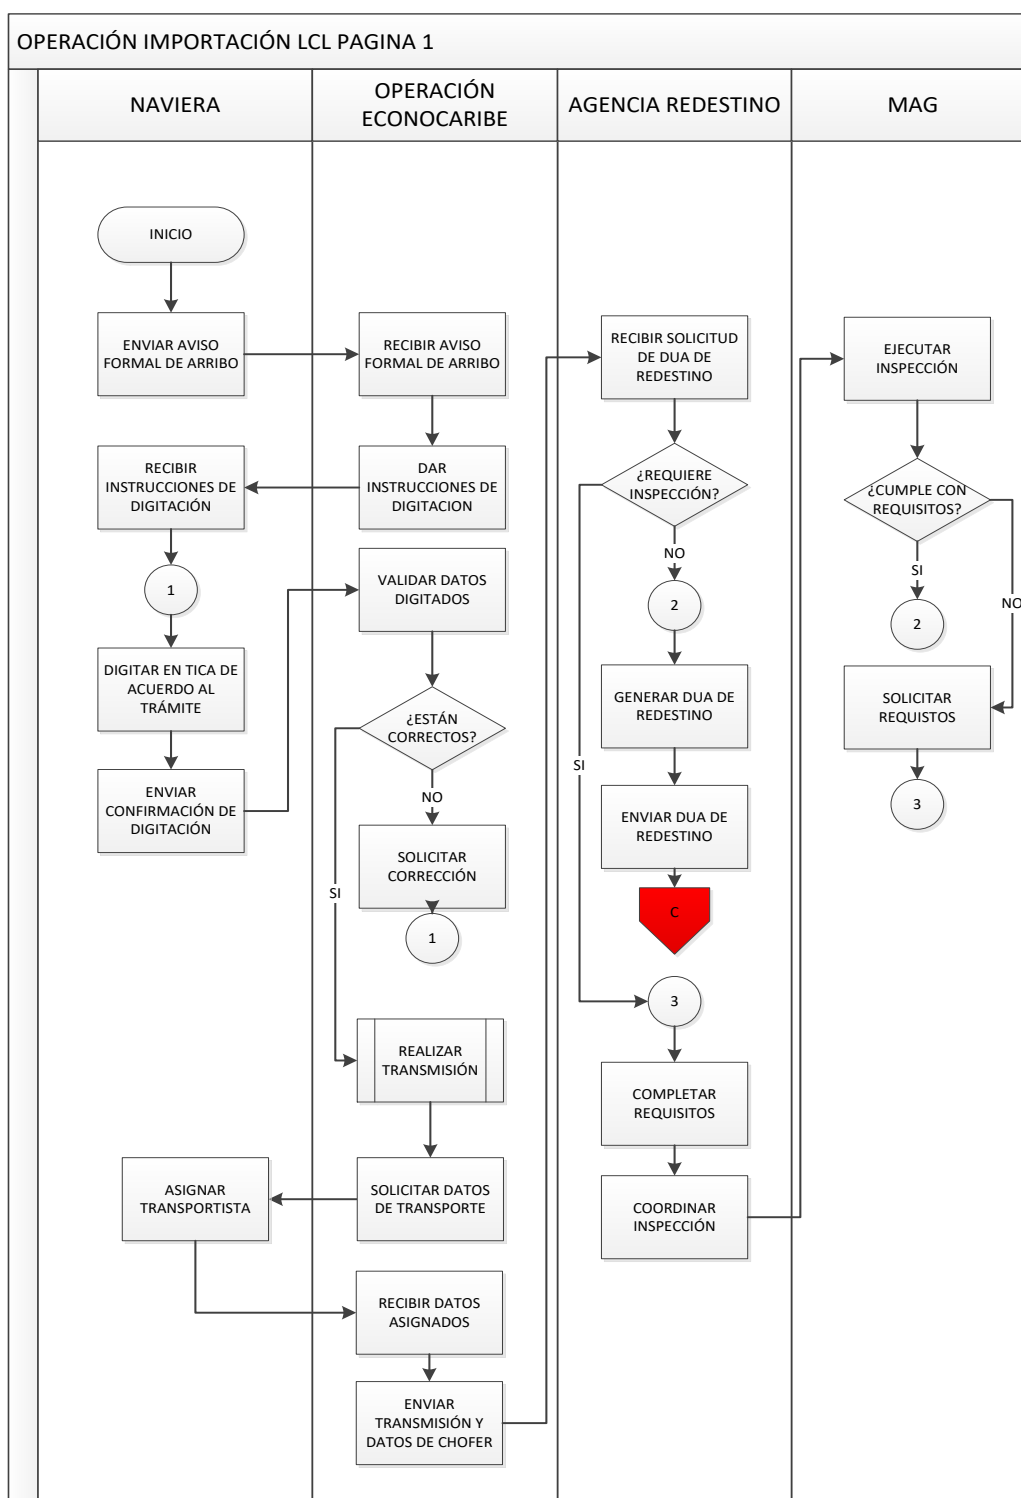 OPERACIÓN IMPORTACIÓN LCL PAGINA 1
NAVIERA
OPERACIÓN
ECONOCARIBE
AGENCIA REDESTINO
MAG
INICIO
ENVIAR AVISO
FORMAL DE ARRIBO
RECIBIR
INSTRUCCIONES DE
DIGITACIÓN
1
DIGITAR EN TICA DE
ACUERDO AL
TRÁMITE
ENVIAR
CONFIRMACIÓN DE
DIGITACIÓN
ASIGNAR
TRANSPORTISTA
RECIBIR AVISO
FORMAL DE ARRIBO
DAR
INSTRUCCIONES DE
DIGITACION
VALIDAR DATOS
DIGITADOS
¿ESTÁN
CORRECTOS?
NO
SI
SOLICITAR
CORRECCIÓN
1
REALIZAR
TRANSMISIÓN
SOLICITAR DATOS
DE TRANSPORTE
RECIBIR DATOS
ASIGNADOS
ENVIAR
TRANSMISIÓN Y
DATOS DE CHOFER
RECIBIR SOLICITUD
DE DUA DE
REDESTINO
¿REQUIERE
INSPECCIÓN?
NO
SI
2
GENERAR DUA DE
REDESTINO
ENVIAR DUA DE
REDESTINO
C
3
COMPLETAR
REQUISITOS
COORDINAR
INSPECCIÓN
EJECUTAR
INSPECCIÓN
¿CUMPLE CON
REQUISITOS?
SI
NO
2
SOLICITAR
REQUISTOS
3